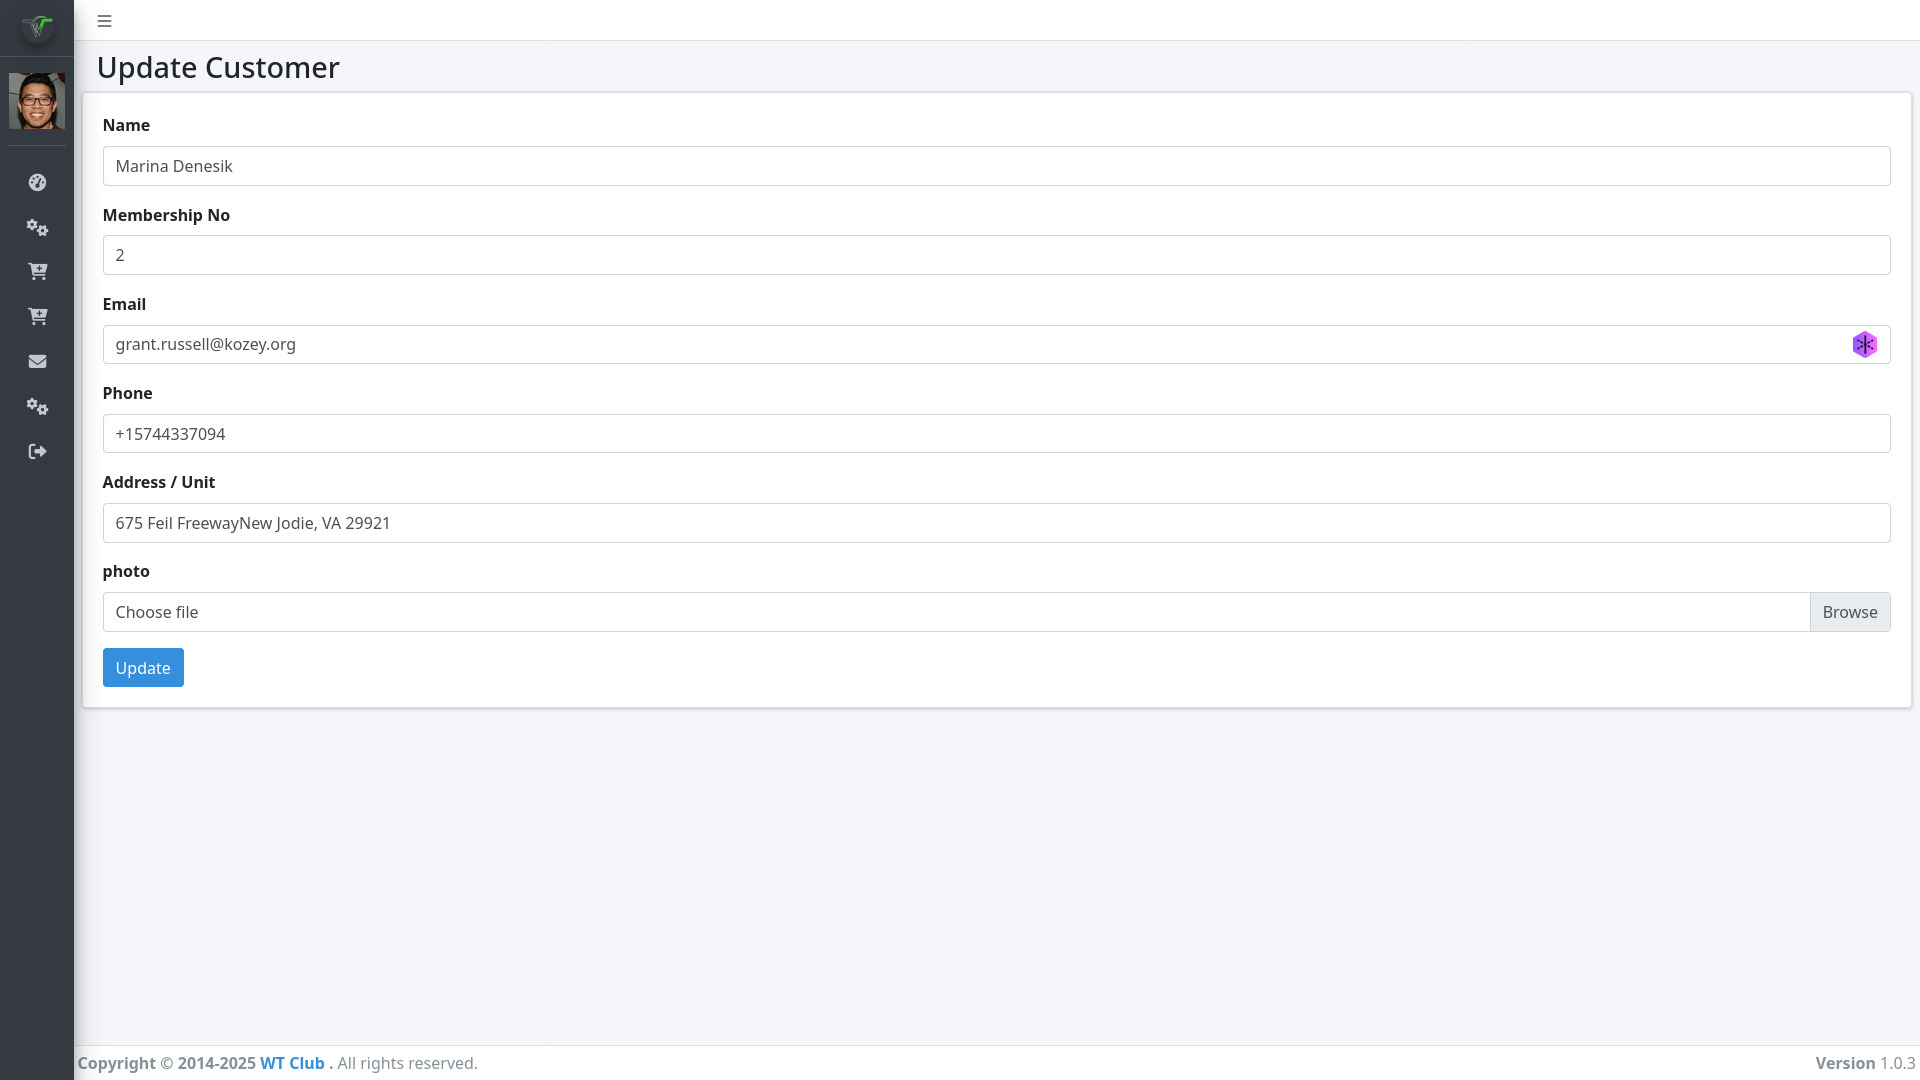 Update Customer
Name
Marina Denesik
Membership No
2
Email
grant.russell@kozey.org
Phone
+15744337094
Address / Unit
675 Feil FreewayNew Jodie, VA 29921
photo
Choose file
Browse
Update
Copyright © 2014-2025 WT Club . All rights reserved.
Version 1.0.3